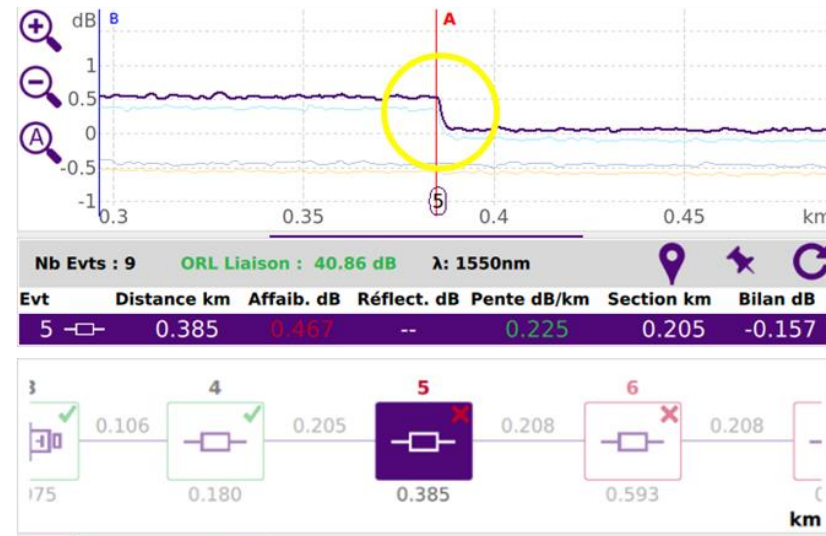 dB B A
1
0.5
A 0
-0.5
-1 5
0.3 0.35 0.4 0.45 km
Nb Evts : 9 ORL Liaison : 40.86 dB λ: 1550nm
Evt Distance km Affaib. dB Réflect. dB Pente dB/km Section km Bilan dB
5 0.385 0.467 -- 0.225 0.205 -0.157
4 5 6
0.106 0.205 0.208 0.208
0.180 0.385 0.593
km